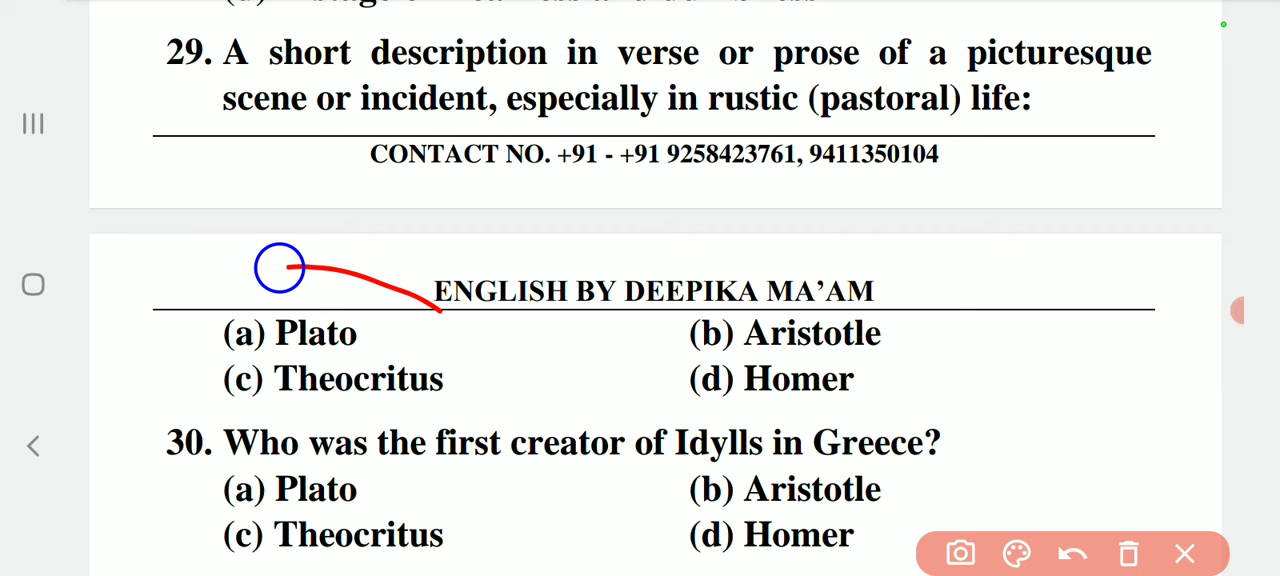 29. A short description in verse or prose of a picturesque
scene or incident, especially in rustic (pastoral) life:
CONTACT NO. +91 - +91 9258423761, 9411350104
ENGLISH BY DEEPIKA MA’AM
(a) Plato (b) Aristotle
(c) Theocritus (d) Homer
30. Who was the first creator of Idylls in Greece?
(a) Plato (b) Aristotle
(c) Theocritus (d) Homer